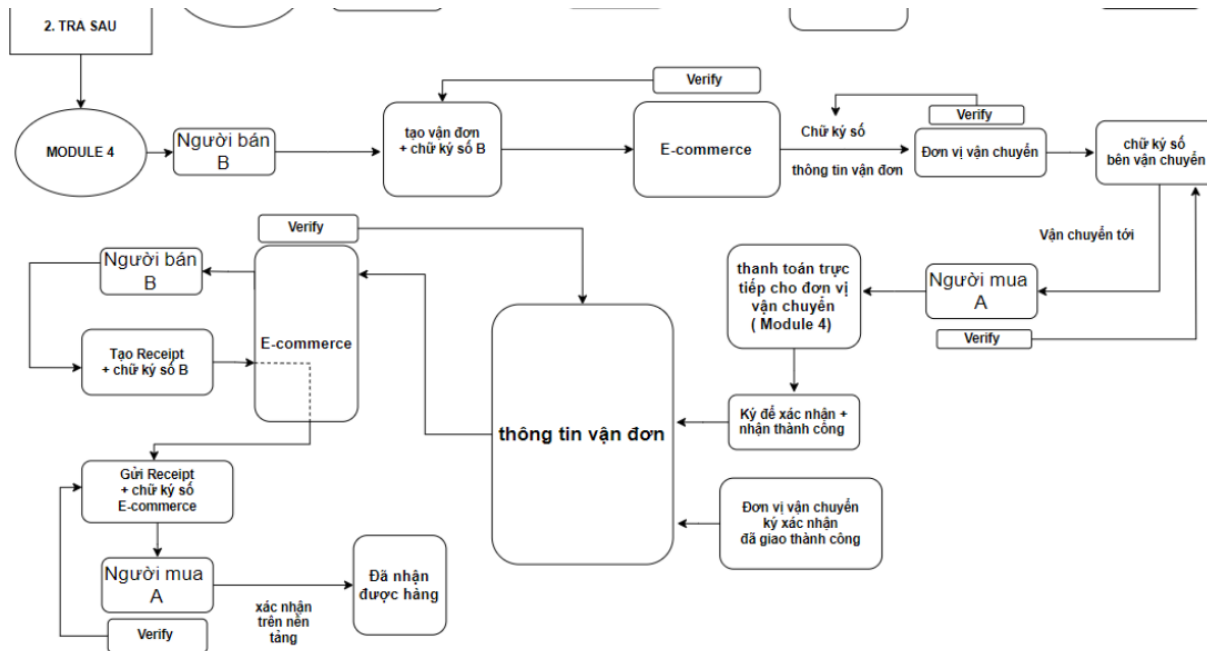 2. TRA SAU
Verify
MODULE 4
Người bán
B
tạo vận đơn
+ chữ ký số B
E-commerce
Chữ ký số
thông tin vận đơn
Verify
Đơn vị vận chuyển
chữ ký số
bên vận chuyển
Vận chuyển tới
Người mua
A
Verify
thanh toán trực
tiếp cho đơn vị
vận chuyển
( Module 4)
Ký để xác nhận +
nhận thành công
Đơn vị vận chuyển
ký xác nhận
đã giao thành công
thông tin vận đơn
Verify
E-commerce
Người bán
B
Tạo Receipt
+ chữ ký số B
Gửi Receipt
+ chữ ký số
E-commerce
Người mua
A
Verify
xác nhận
trên nền
tảng
Đã nhận
được hàng